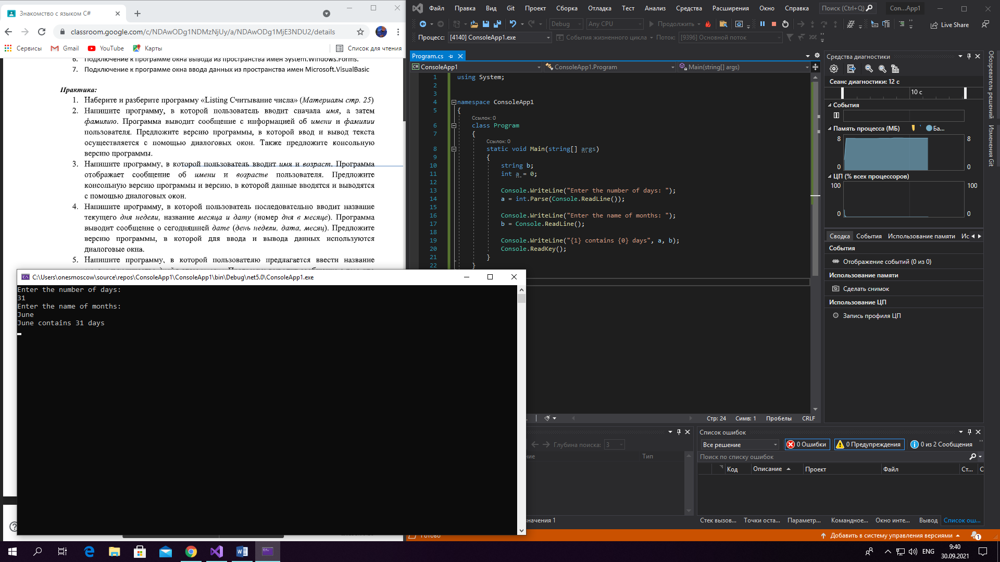 Знакомство с языком C#
classroom.google.com/c/NDAwODg1NDMzNjUy/a/NDAwODg1MjE3NDU2/details
Сервисы Gmail YouTube Карты Список для чтения
6. Подключение к программе окна вывода из пространства имен System.Windows.Forms.
7. Подключение к программе окна ввода данных из пространства имен Microsoft.VisualBasic
Практика:
1. Наберите и разберите программу «Listing Считывание числа» (Материалы стр. 25)
2. Напишите программу, в которой пользователь вводит сначала имя, а затем
фамилию. Программа выводит сообщение с информацией об имени и фамилии
пользователя. Предложите версию программы, в которой ввод и вывод текста
осуществляется с помощью диалоговых окон. Также предложите консольную
версию программы.
3. Напишите программу, в которой пользователь вводит имя и возраст. Программа
отображает сообщение об имени и возрасте пользователя. Предложите
консольную версию программы и версию, в которой данные вводятся и выводятся
с помощью диалоговых окон.
4. Напишите программу, в которой пользователь последовательно вводит название
текущего дня недели, название месяца и дату (номер дня в месяце). Программа
выводит сообщение о сегодняшней дате (день недели, дата, месяц). Предложите
версию программы, в которой для ввода и вывода данных используются
диалоговые окна.
5. Напишите программу, в которой пользователю предлагается ввести название
C:\Users\onesmoscow\source\repos\ConsoleApp1\ConsoleApp1\bin\Debug\net5.0\ConsoleApp1.exe
Enter the number of days:
31
Enter the name of months:
June
June contains 31 days
Файл Правка Вид Git Проект Сборка Отладка Тест Анализ Средства Расширения Окно Справка Поиск (Ctrl+Q) Con...App1
Debug Any CPU Продолжить Live Share
Процесс: [4140] ConsoleApp1.exe События жизненного цикла Поток: [9396] Основной поток
Program.cs
ConsoleApp1 ConsoleApp1.Program Main(string[] args)
1 using System;
2
3
4 namespace ConsoleApp1
5 {
Ссылок: 0
6 class Program
7 {
Ссылок: 0
8 static void Main(string[] args)
9 {
10 string b;
11 int a = 0;
12
13 Console.WriteLine("Enter the number of days: ");
14 a = int.Parse(Console.ReadLine());
15
16 Console.WriteLine("Enter the name of months: ");
17 b = Console.ReadLine();
18
19 Console.WriteLine("{1} contains {0} days", a, b);
20 Console.ReadKey();
21 }
22 }
Стр: 24 Симв: 1 Пробелы CRLF
Средства диагностики
Сеанс диагностики: 12 с
10 с
События
Память процесса (МБ) Ба...
8 8
0 0
ЦП (% всех процессоров)
100 100
0 0
Сводка События Использование памяти Ис
События
Отображение событий (0 из 0)
Использование памяти
Сделать снимок
Использование ЦП
Запись профиля ЦП
Обозреватель решений
Изменения Git
Глубина поиска: 3
ние Тип
значения 1
Список ошибок
Все решение 0 Ошибки 0 Предупреждения 0 из 2 Сообщения
Поиск по списку ошибок
Код Описание Проект Файл Ст... С
Стек вызов... Точки оста... Параметр... Командное... Окно инте... Вывод Список ош...
Готово Добавить в систему управления версиями 1
ENG 9:40
30.09.2021